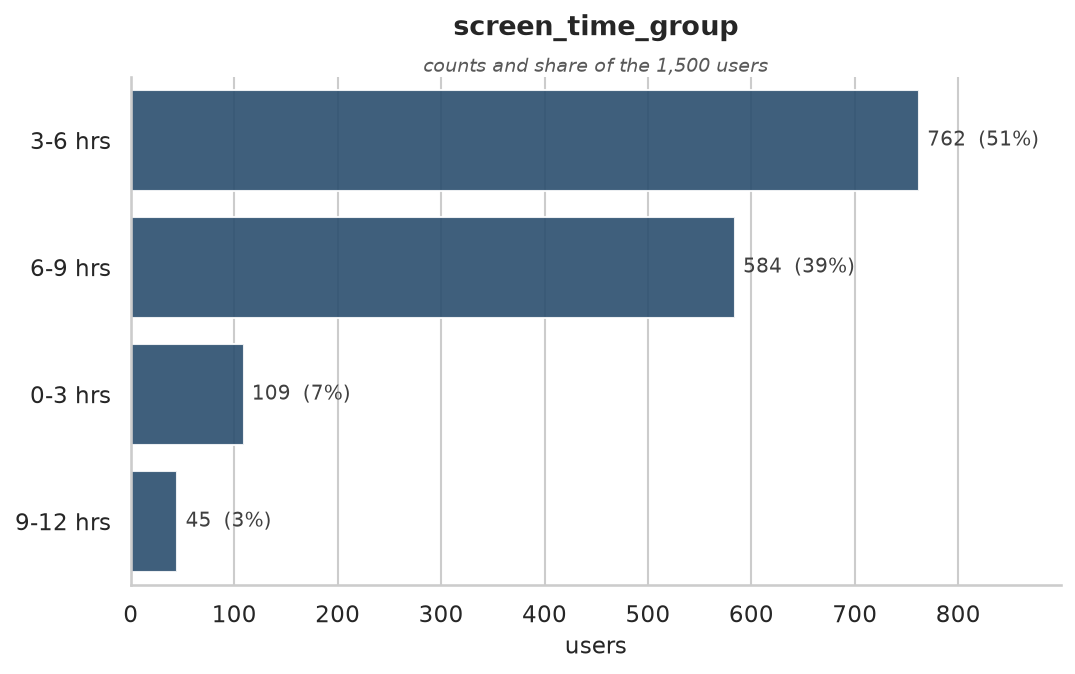 screen_time_group
counts and share of the 1,500 users
3-6 hrs
762 (51%)
6-9 hrs
584 (39%)
0-3 hrs
109 (7%)
9-12 hrs
45 (3%)
0 100 200 300 400 500 600 700 800
users